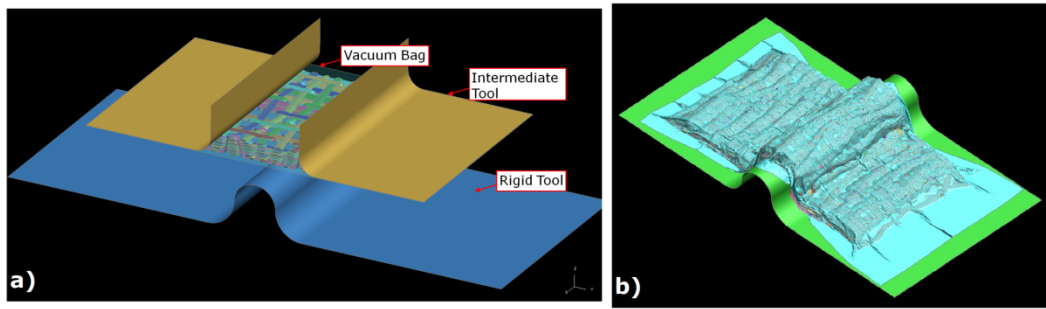 Vacuum Bag
Intermediate
Tool
Rigid Tool
a)
b)